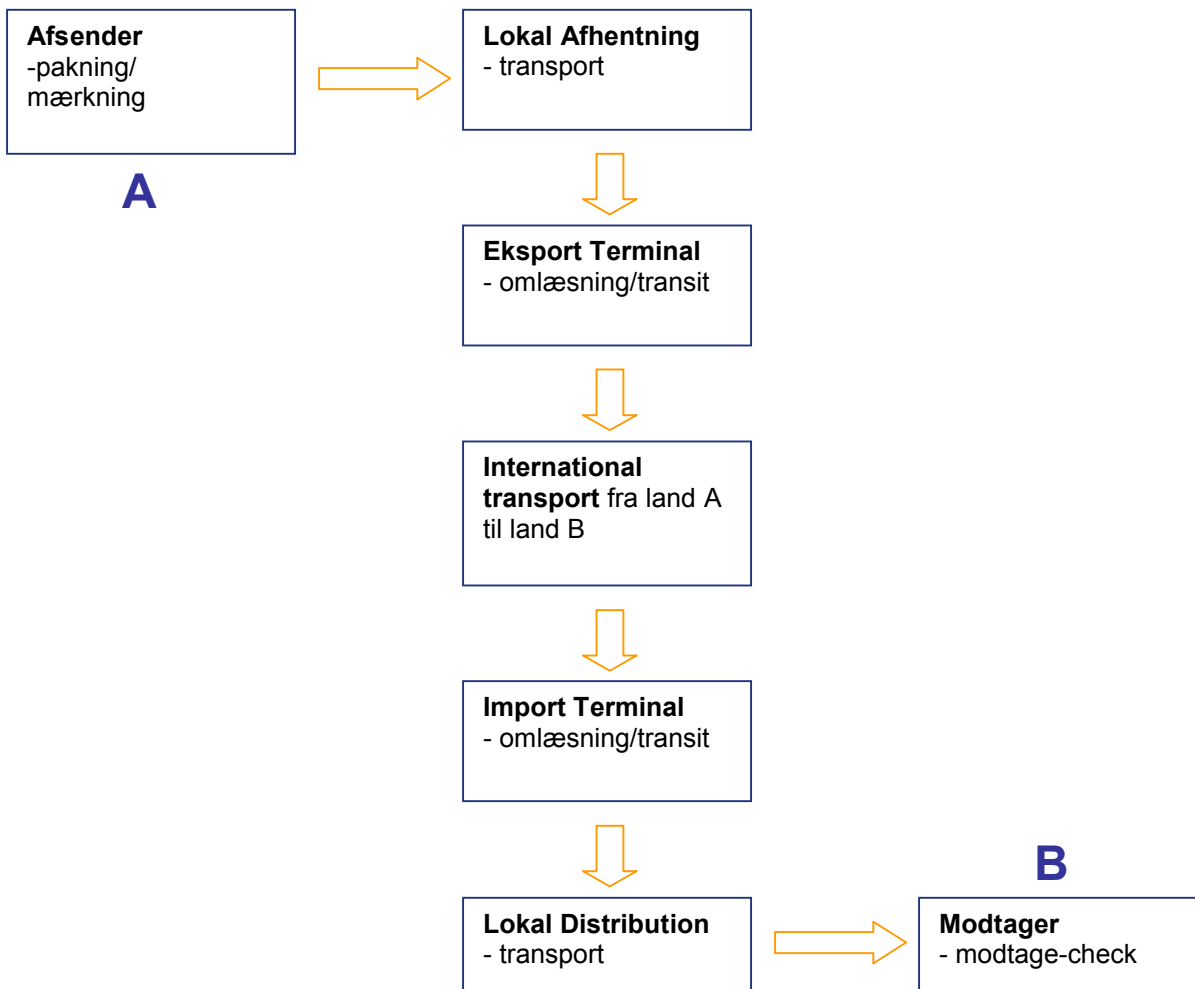 Afsender
-pakning/
mærkning
A
Lokal Afhentning
- transport
Eksport Terminal
- omlæsning/transit
International
transport fra land A
til land B
Import Terminal
- omlæsning/transit
Lokal Distribution
- transport
B
Modtager
- modtage-check